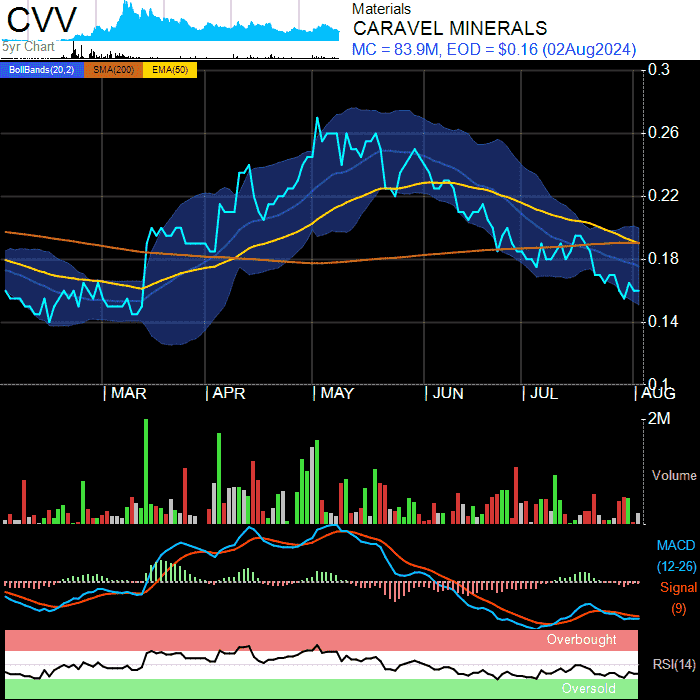 CVV
5yr Chart
Materials
CARAVEL MINERALS
MC = 83.9M, EOD = $0.16 (02Aug2024)
BollBands(20,2) SMA(200) EMA(50)
0.3
0.26
0.22
0.18
0.14
0.1
MAR APR MAY JUN JUL AUG
2M
Volume
MACD
(12-26)
Signal
(9)
Overbought
RSI(14)
Oversold